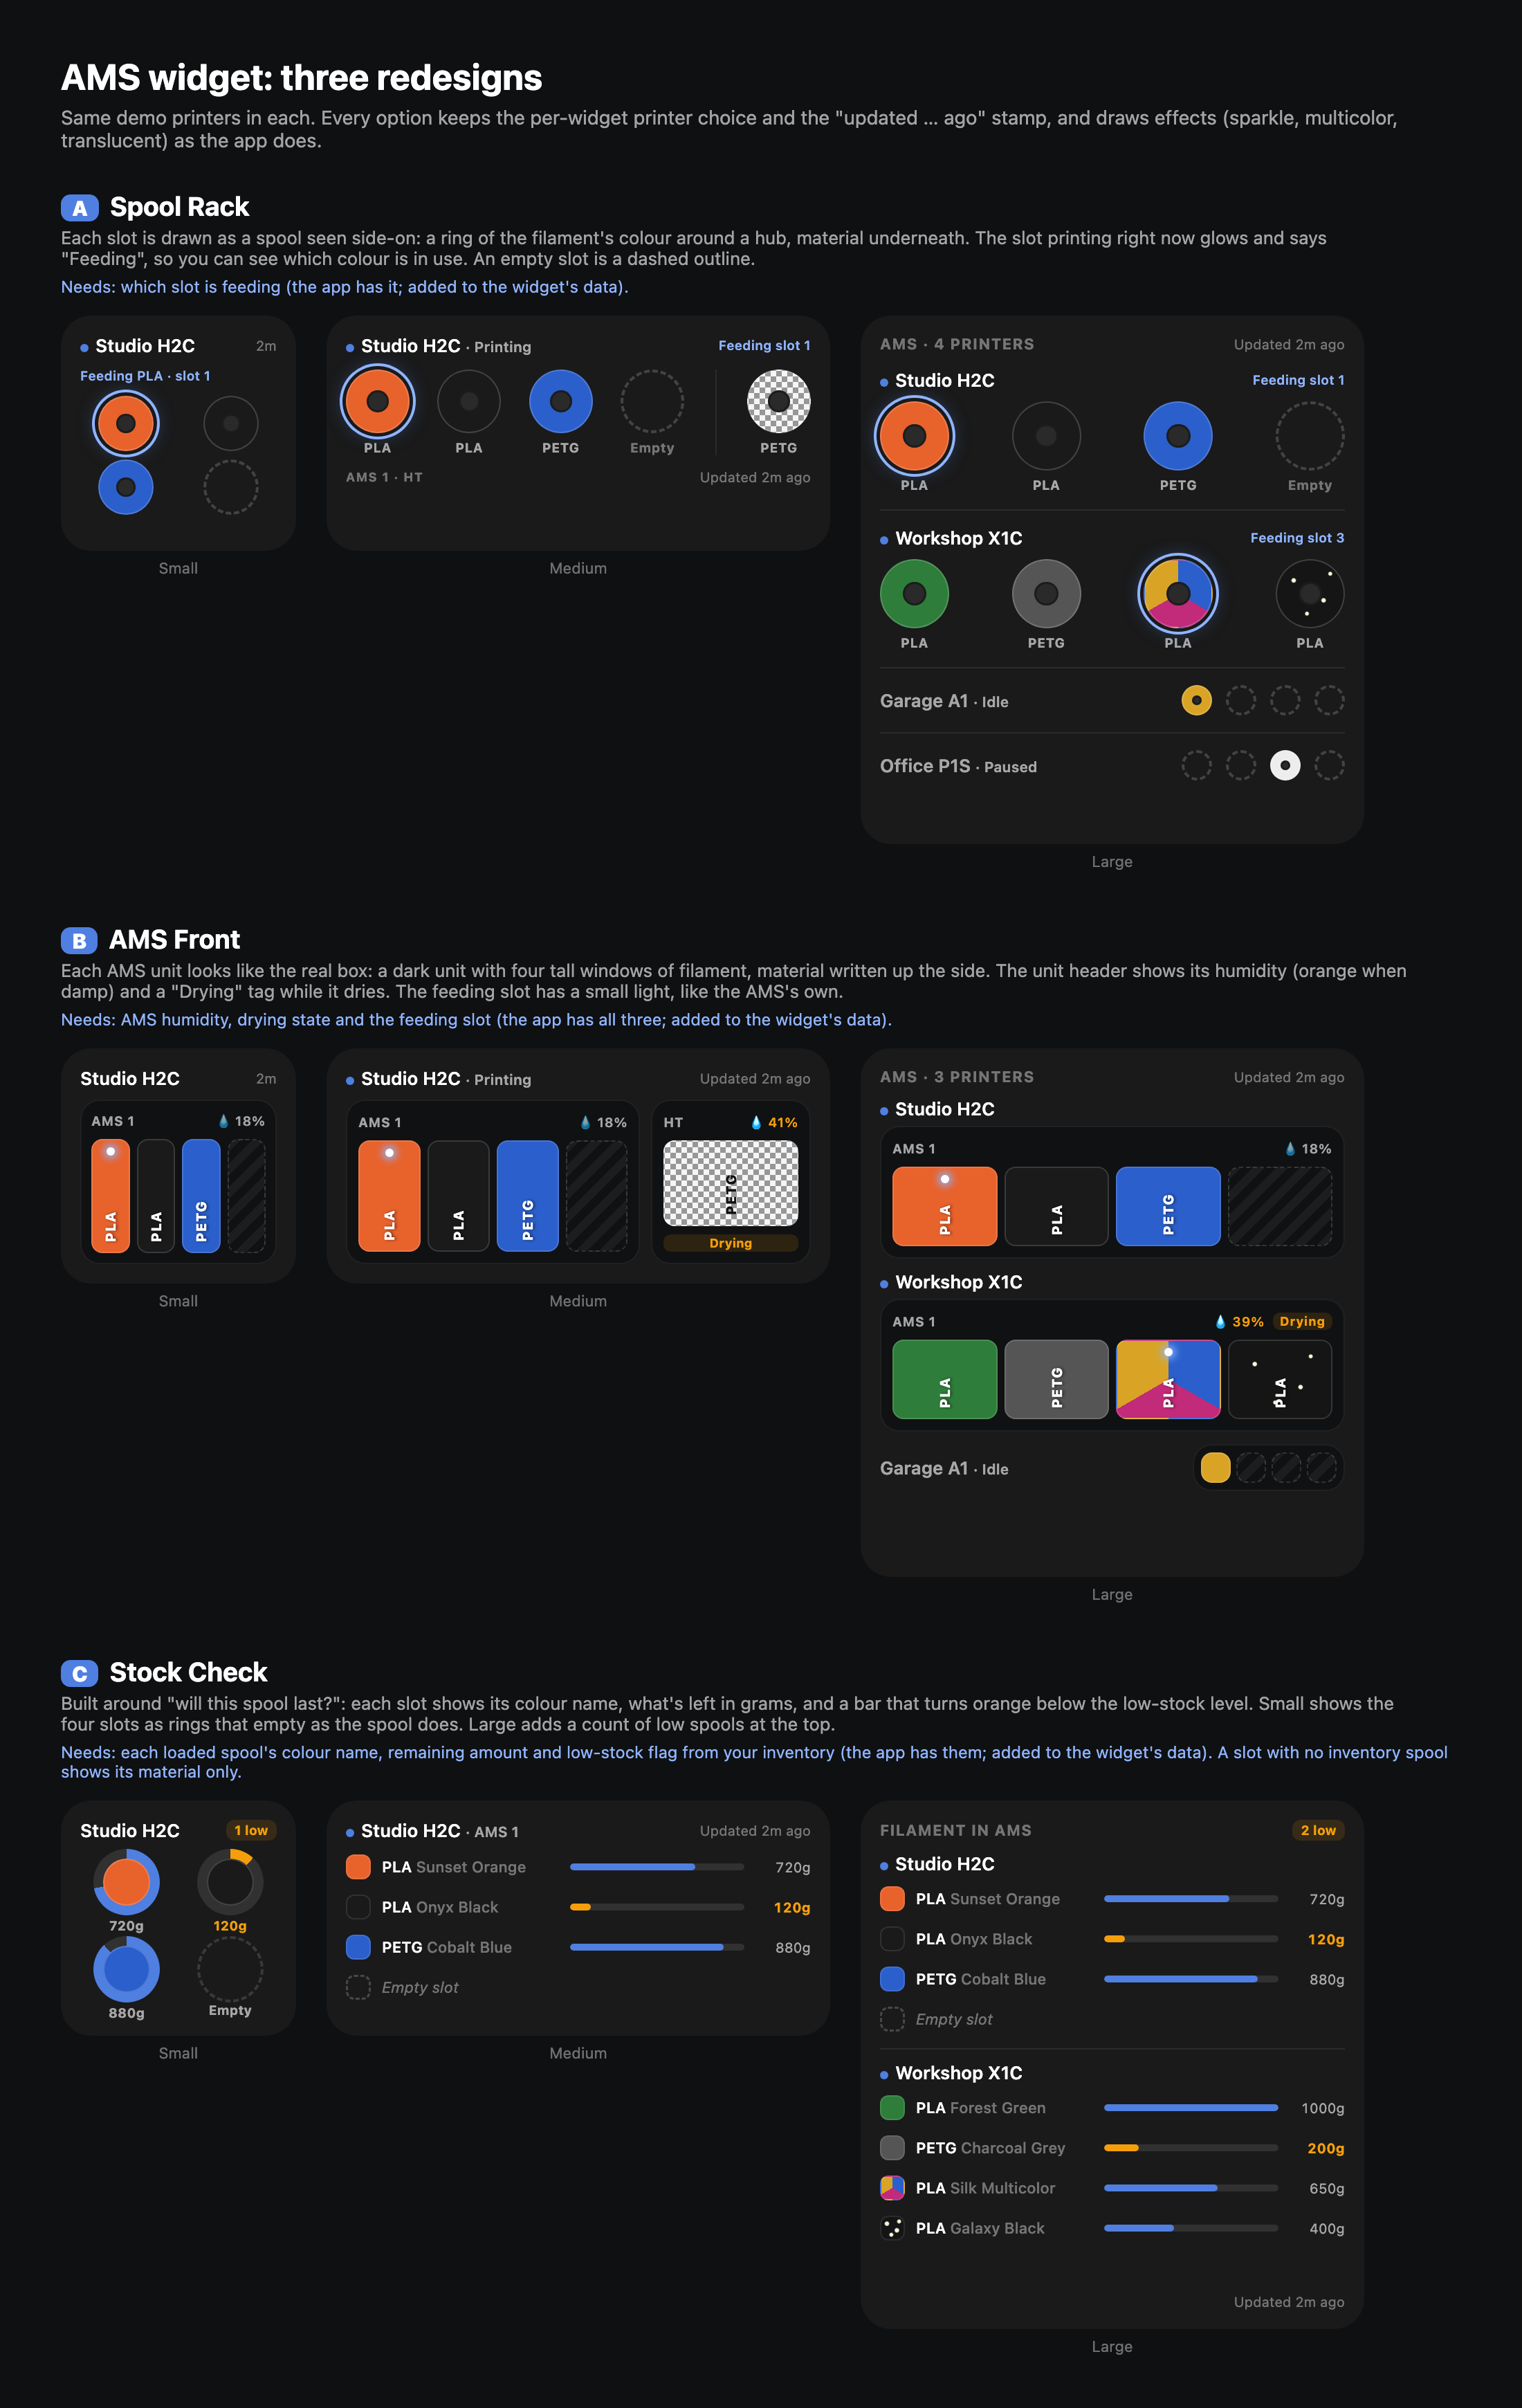 AMS widget: three redesigns
Same demo printers in each. Every option keeps the per-widget printer choice and the "updated ... ago" stamp, and draws effects (sparkle, multicolor,
translucent) as the app does.
A Spool Rack
Each slot is drawn as a spool seen side-on: a ring of the filament's colour around a hub, material underneath. The slot printing right now glows and says
"Feeding", so you can see which colour is in use. An empty slot is a dashed outline.
Needs: which slot is feeding (the app has it; added to the widget's data).
Studio H2C 2m
Feeding PLA · slot 1
Small
Studio H2C · Printing Feeding slot 1
PLA PLA PETG Empty PETG
AMS 1 · HT Updated 2m ago
Medium
AMS · 4 PRINTERS Updated 2m ago
Studio H2C Feeding slot 1
PLA PLA PETG Empty
Workshop X1C Feeding slot 3
PLA PETG PLA PLA
Garage A1 · Idle
Office P1S · Paused
Large
B AMS Front
Each AMS unit looks like the real box: a dark unit with four tall windows of filament, material written up the side. The unit header shows its humidity (orange when
damp) and a "Drying" tag while it dries. The feeding slot has a small light, like the AMS's own.
Needs: AMS humidity, drying state and the feeding slot (the app has all three; added to the widget's data).
Studio H2C 2m
AMS 1 18%
PLA PLA PETG
Small
Studio H2C · Printing Updated 2m ago
AMS 1 18% HT 41%
PLA PLA PETG PETG
Drying
Medium
AMS · 3 PRINTERS Updated 2m ago
Studio H2C
AMS 1 18%
PLA PLA PETG
Workshop X1C
AMS 1 39% Drying
PLA PETG PLA PLA
Garage A1 · Idle
Large
C Stock Check
Built around "will this spool last?": each slot shows its colour name, what's left in grams, and a bar that turns orange below the low-stock level. Small shows the
four slots as rings that empty as the spool does. Large adds a count of low spools at the top.
Needs: each loaded spool's colour name, remaining amount and low-stock flag from your inventory (the app has them; added to the widget's data). A slot with no inventory spool
shows its material only.
Studio H2C 1 low
720g 120g
880g Empty
Small
Studio H2C · AMS 1 Updated 2m ago
PLA Sunset Orange 720g
PLA Onyx Black 120g
PETG Cobalt Blue 880g
Empty slot
Medium
FILAMENT IN AMS 2 low
Studio H2C
PLA Sunset Orange 720g
PLA Onyx Black 120g
PETG Cobalt Blue 880g
Empty slot
Workshop X1C
PLA Forest Green 1000g
PETG Charcoal Grey 200g
PLA Silk Multicolor 650g
PLA Galaxy Black 400g
Updated 2m ago
Large